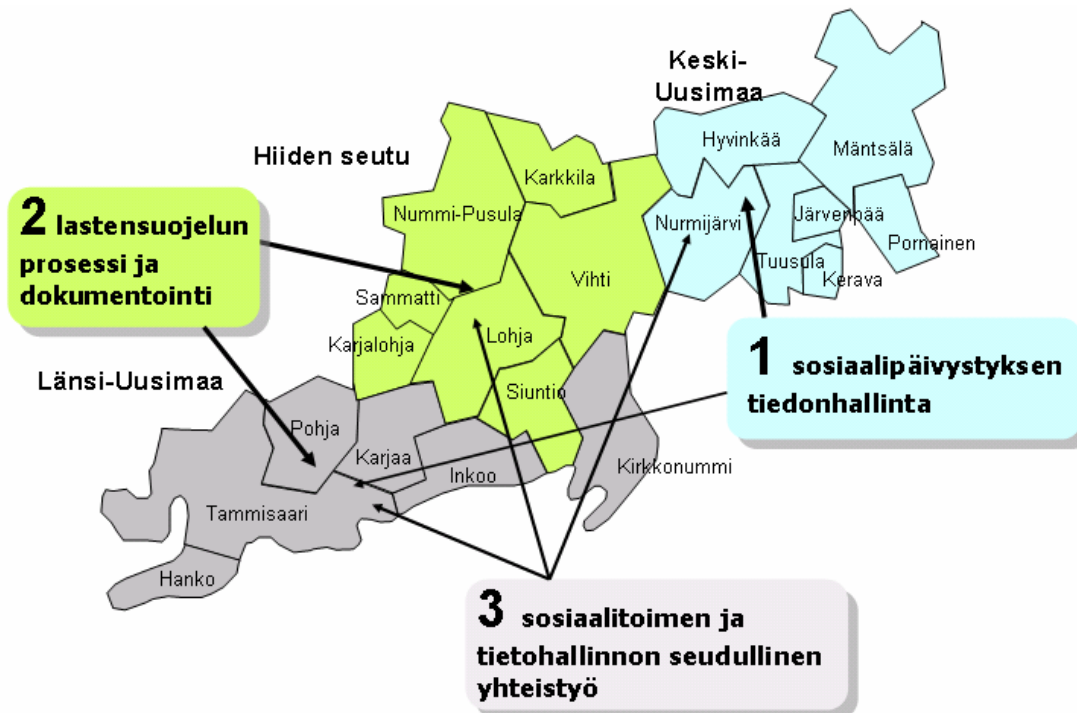 Keski-
Uusimaa
Hyvinkää
Mäntsälä
Hiiden seutu
Karkkila
2 lastensuojelun
prosessi ja
dokumentointi
Nummi-Pusula
Nurmijärvi
Järvenpää
Pornainen
Tuusula
Kerava
Vihti
Sammatti
Karjalohja
Lohja
Siuntio
1 sosiaalipäivystyksen
tiedonhallinta
Länsi-Uusimaa
Pohja
Karjaa
Inkoo
Kirkkonummi
Tammisaari
Hanko
3 sosiaalitoimen ja
tietohallinnon seudullinen
yhteistyö